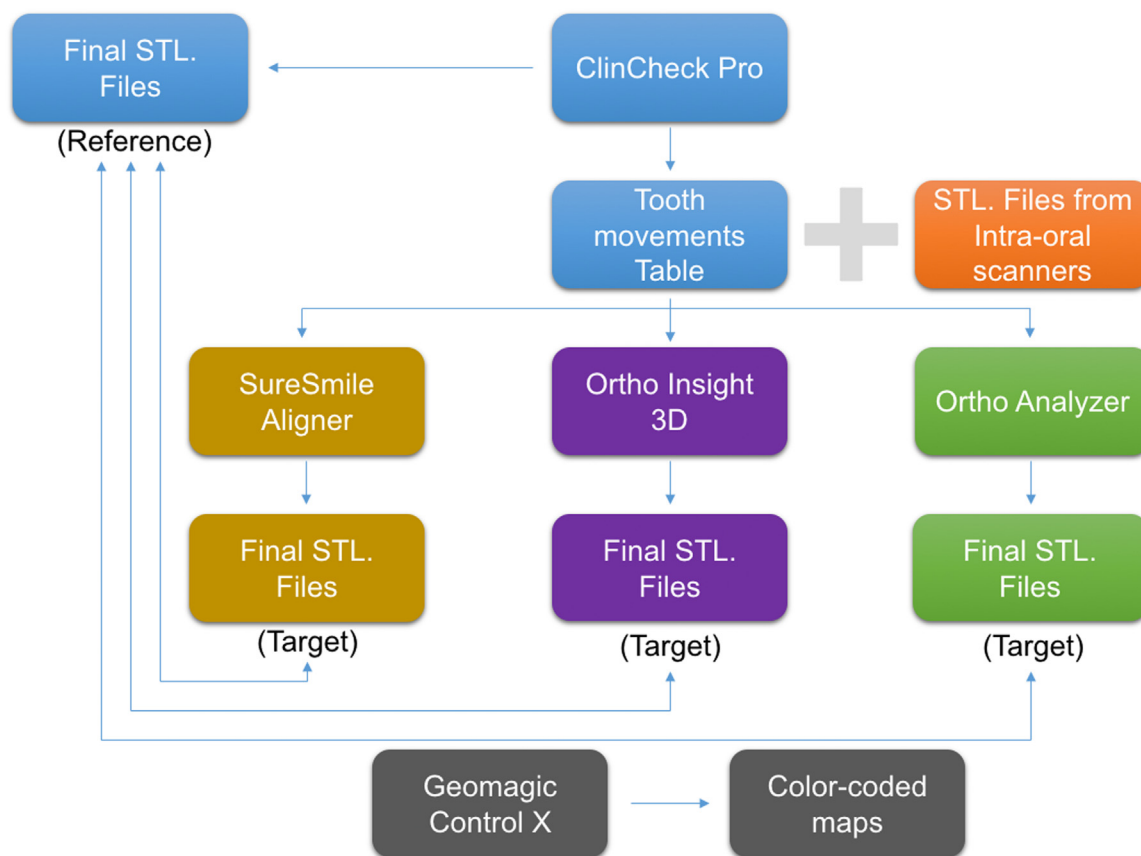 Final STL.
Files
(Reference)
ClinCheck Pro
Tooth
movements
Table
STL. Files from
Intra-oral
scanners
SureSmile
Aligner
Ortho Insight
3D
Ortho Analyzer
Final STL.
Files
(Target)
Final STL.
Files
(Target)
Final STL.
Files
(Target)
Geomagic
Control X
Color-coded
maps